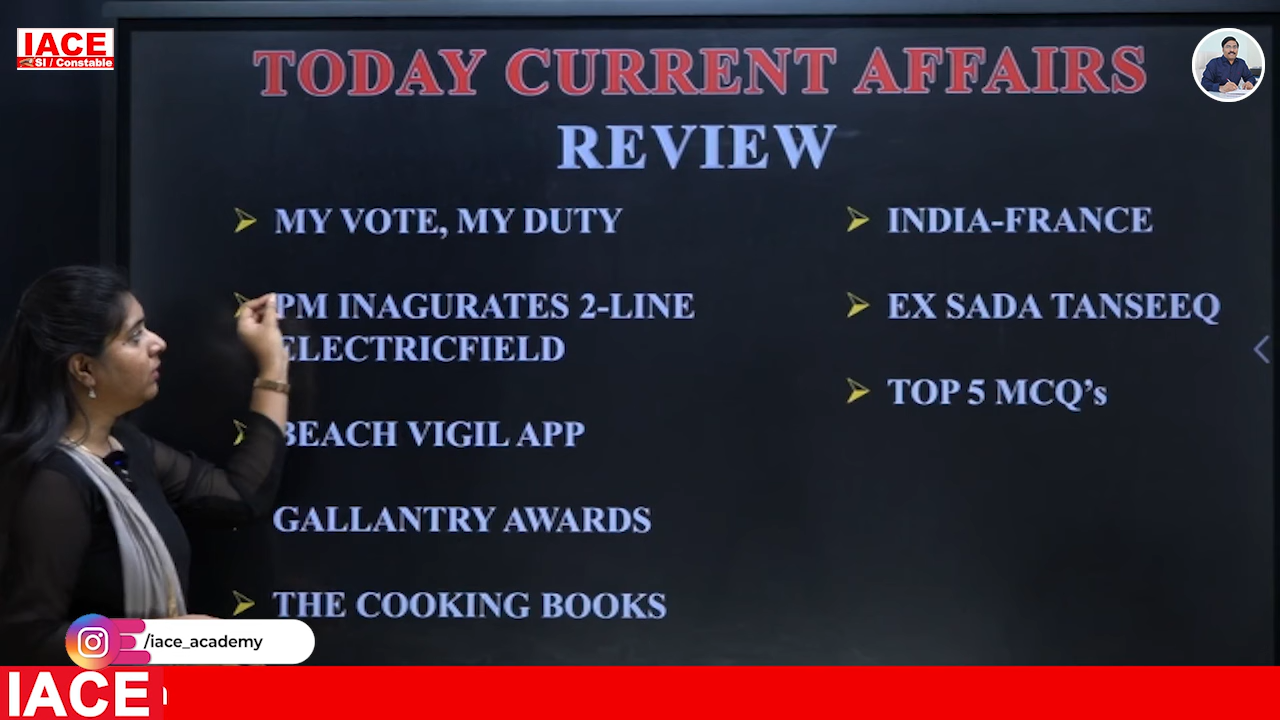 IACE
SI / Constable
TODAY CURRENT AFFAIRS
REVIEW
MY VOTE, MY DUTY
PM INAGURATES 2-LINE
ELECTRICFIELD
BEACH VIGIL APP
GALLANTRY AWARDS
THE COOKING BOOKS
INDIA-FRANCE
EX SADA TANSEEQ
TOP 5 MCQ’s
/iace_academy
IACE